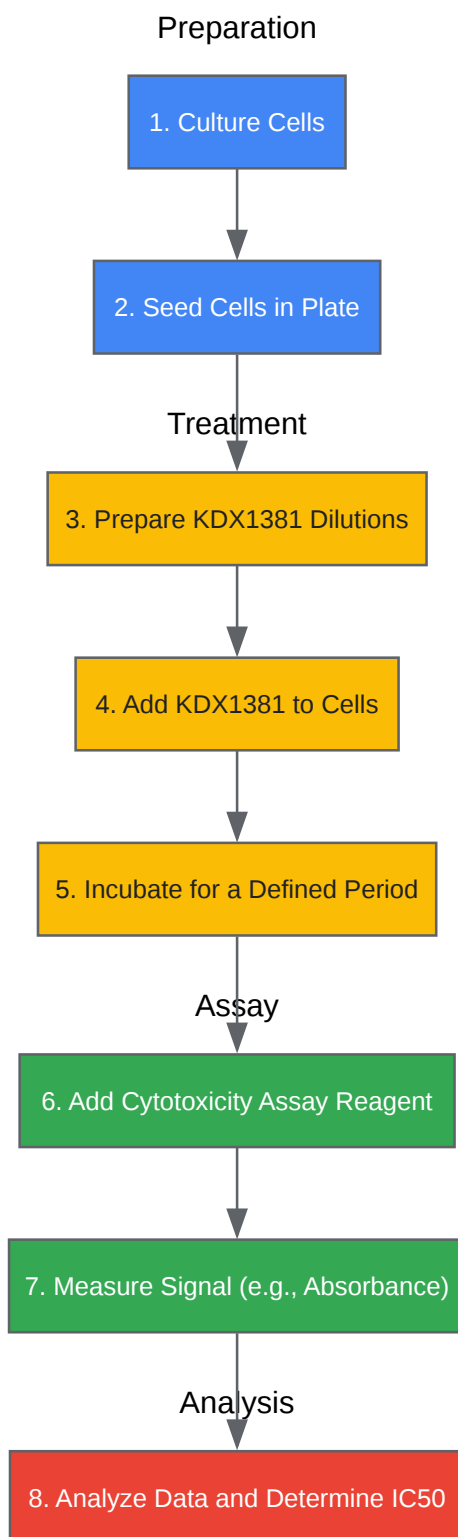 Preparation
1. Culture Cells
2. Seed Cells in Plate
Treatment
3. Prepare KDX1381 Dilutions
4. Add KDX1381 to Cells
5. Incubate for a Defined Period
Assay
6. Add Cytotoxicity Assay Reagent
7. Measure Signal (e.g., Absorbance)
Analysis
8. Analyze Data and Determine IC50